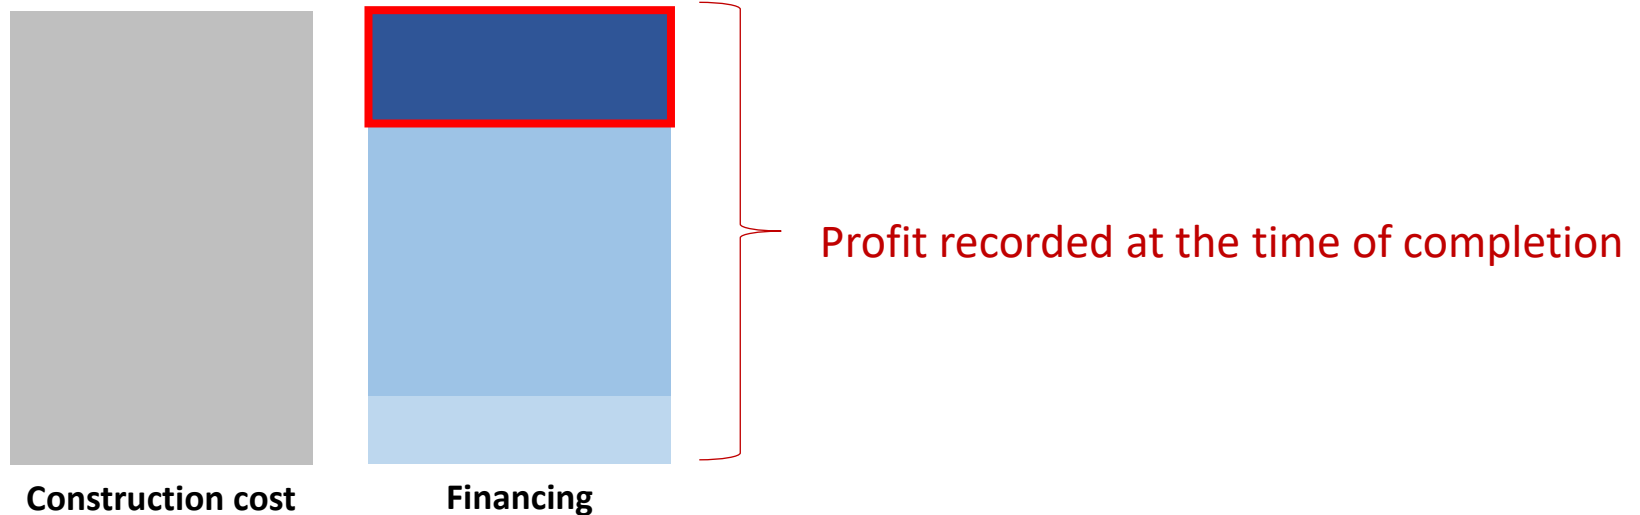 Profit recorded at the time of completion
Construction cost
Financing